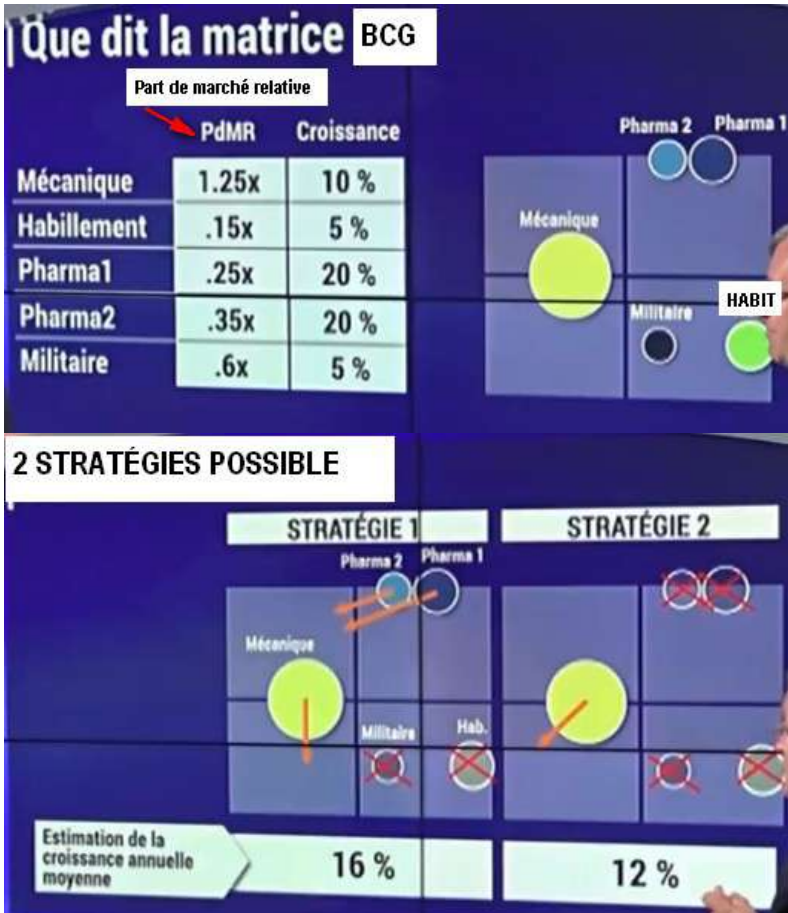 Que dit la matrice BCG
Part de marché relative
PdMR Croissance
Mécanique 1.25x 10 %
Habillement .15x 5 %
Pharma1 .25x 20 %
Pharma2 .35x 20 %
Militaire .6x 5 %
Pharma 2 Pharma 1
Mécanique
HABIT
Militaire
2 STRATÉGIES POSSIBLE
STRATÉGIE 1 STRATÉGIE 2
Pharma 2 Pharma 1
Mécanique
Militaire Hab.
Estimation de la
croissance annuelle
moyenne
16 % 12 %